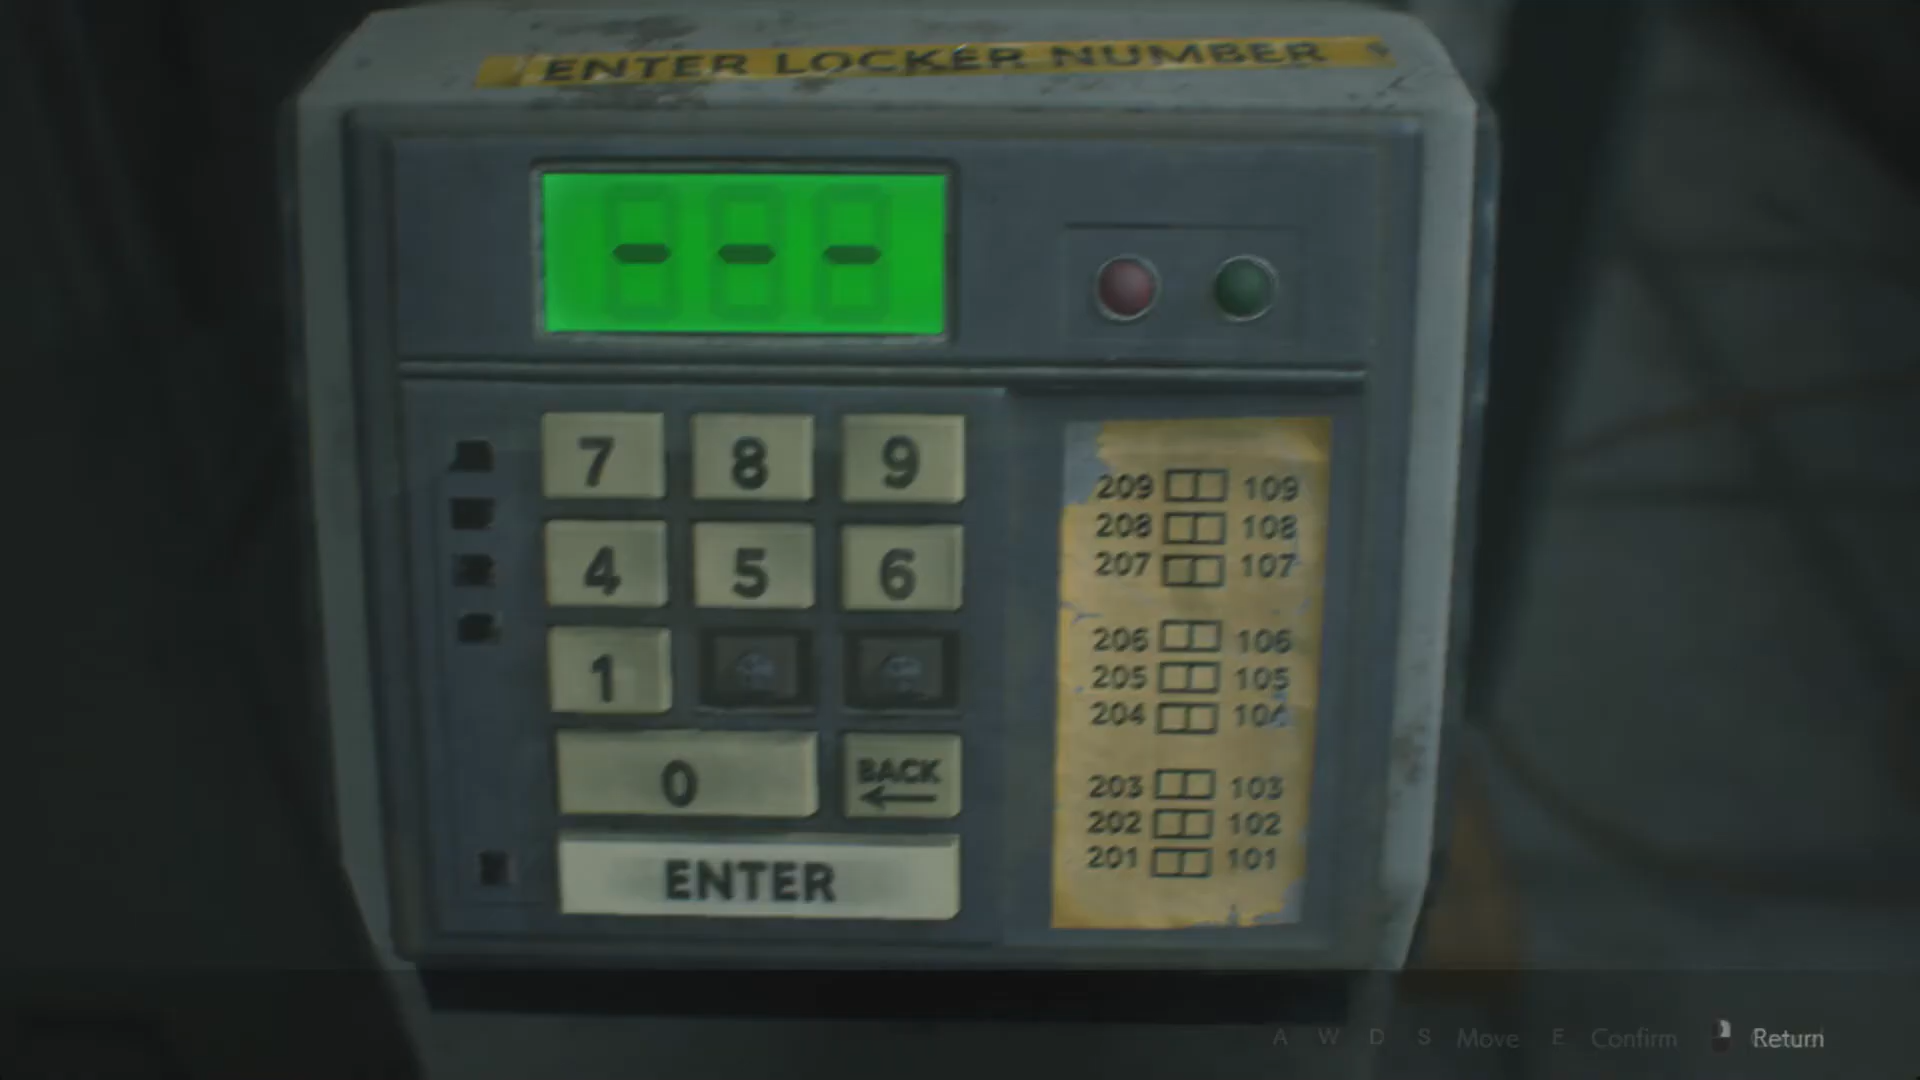 ENTER LOCKER NUMBER
---
7 8 9
4 5 6
1
0 BACK
ENTER
209 109
208 108
207 107
206 106
205 105
204 104
203 103
202 102
201 101
A W D S Move E Confirm Return